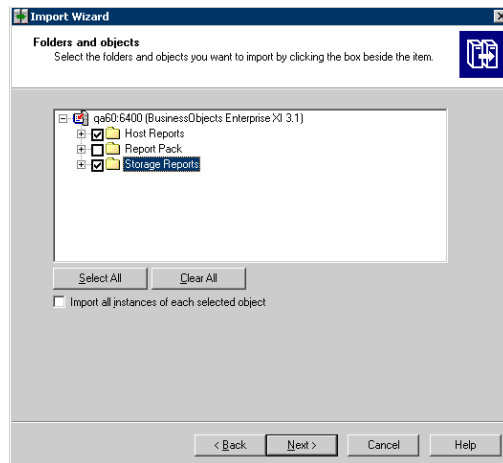 Import Wizard
Folders and objects
Select the folders and objects you want to import by clicking the box beside the item.
qa60:6400 (BusinessObjects Enterprise XI 3.1)
Host Reports
Report Pack
Storage Reports
Select All
Clear All
Import all instances of each selected object
< Back
Next >
Cancel
Help